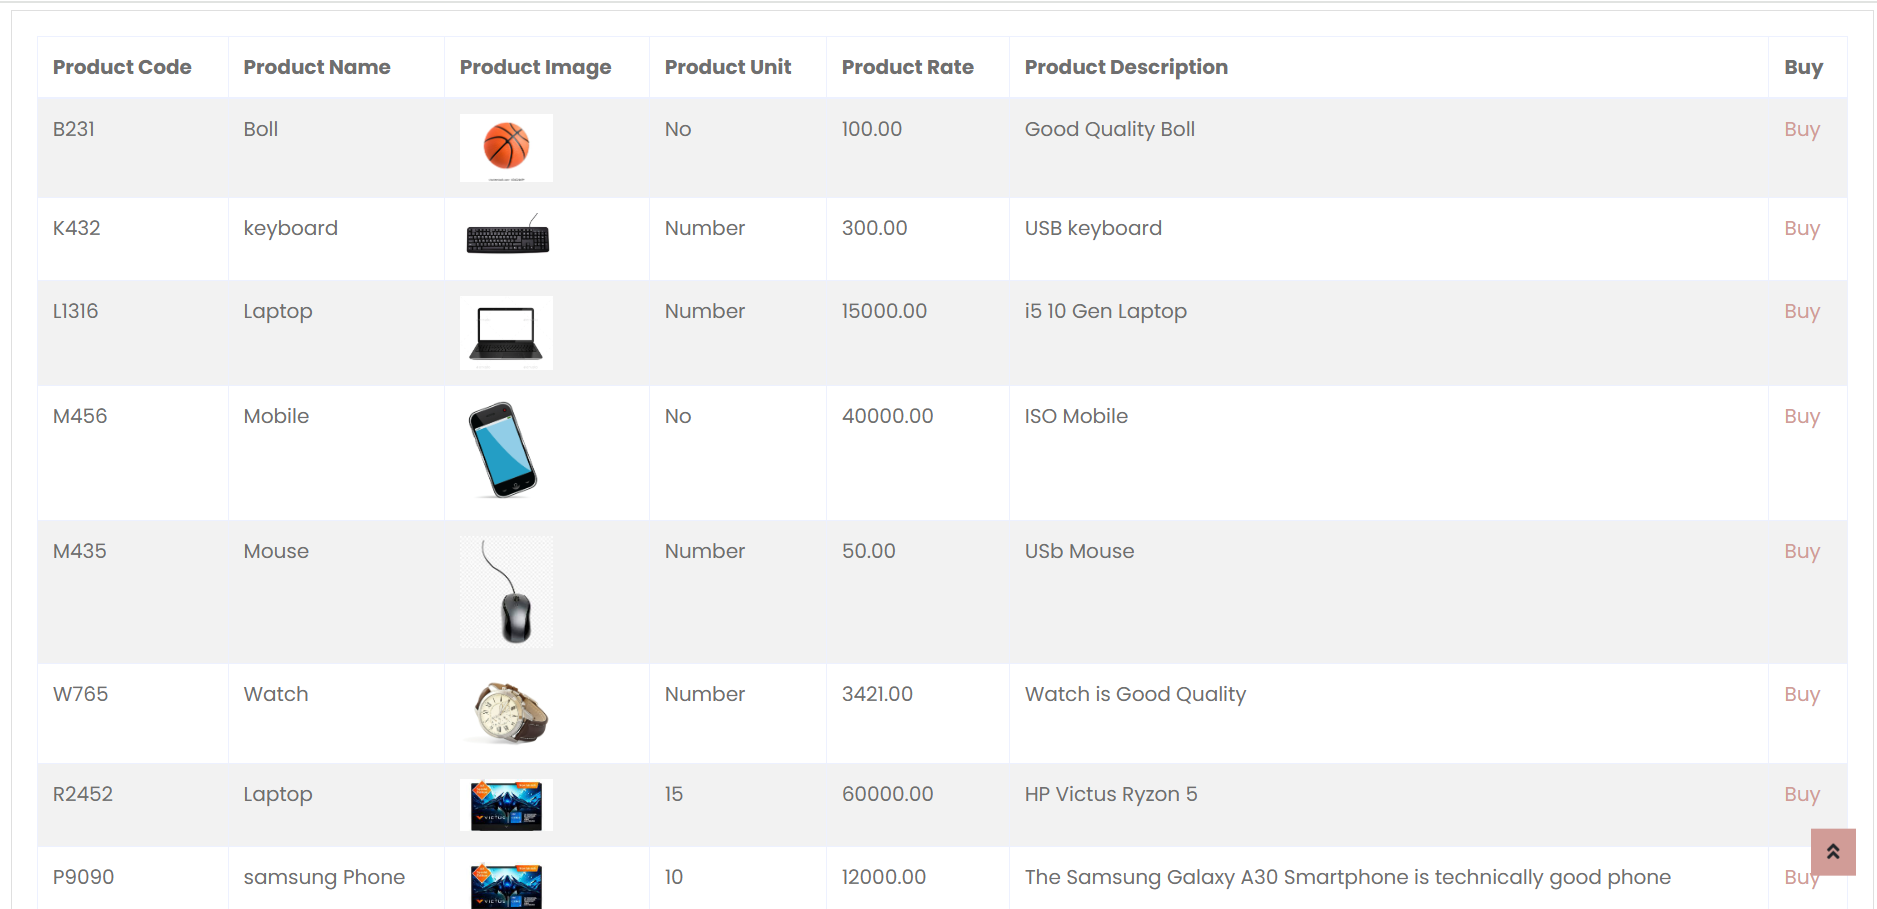 Product Code Product Name Product Image Product Unit Product Rate Product Description Buy
B231 Boll No 100.00 Good Quality Boll Buy
K432 keyboard Number 300.00 USB keyboard Buy
L1316 Laptop Number 15000.00 i5 10 Gen Laptop Buy
M456 Mobile No 40000.00 ISO Mobile Buy
M435 Mouse Number 50.00 USb Mouse Buy
W765 Watch Number 3421.00 Watch is Good Quality Buy
R2452 Laptop 15 60000.00 HP Victus Ryzon 5 Buy
VICTUS
P9090 samsung Phone 10 12000.00 The Samsung Galaxy A30 Smartphone is technically good phone Buy
VICTUS